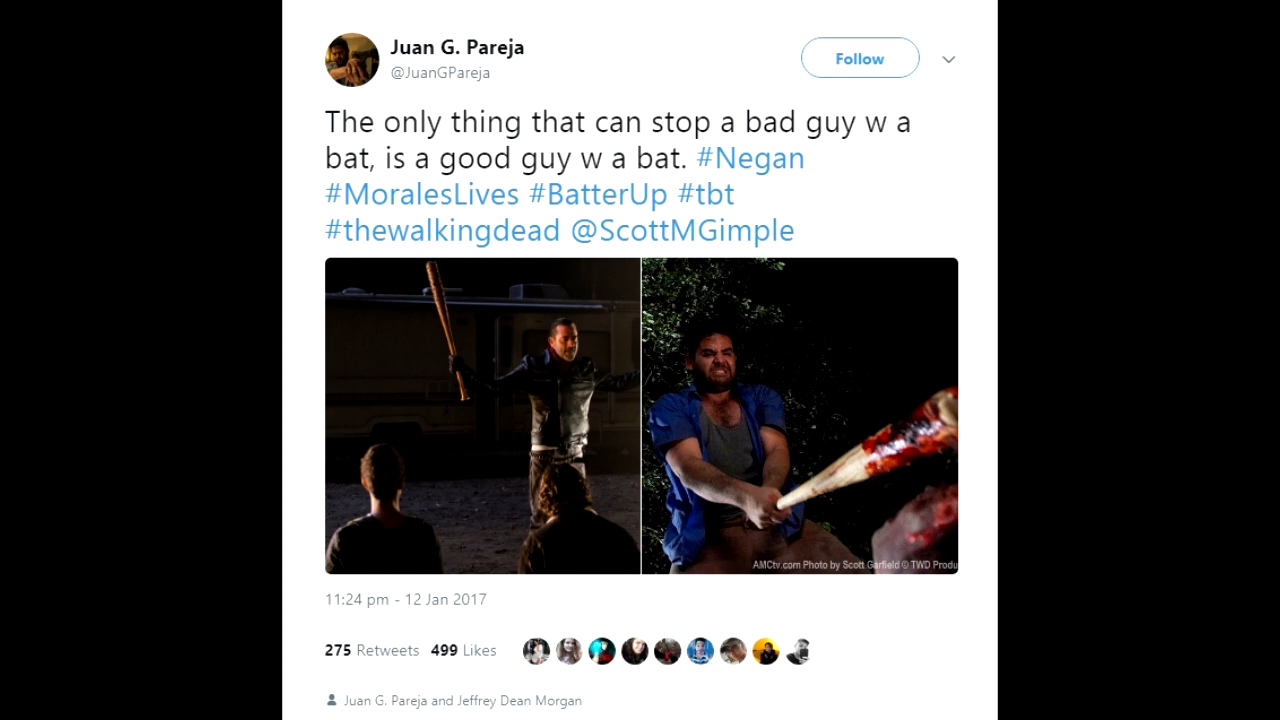 Juan G. Pareja
@JuanGPareja
Follow
The only thing that can stop a bad guy w a
bat, is a good guy w a bat. #Negan
#MoralesLives #BatterUp #tbt
#thewalkingdead @ScottMGimple
AMCtv.com Photo by Scott Garfield © TWD Produ
11:24 pm - 12 Jan 2017
275 Retweets 499 Likes
Juan G. Pareja and Jeffrey Dean Morgan